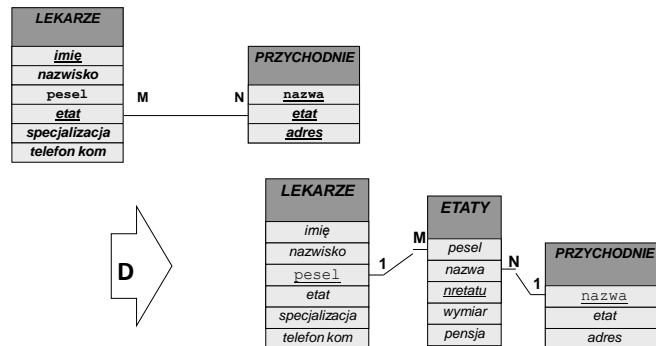 LEKARZE
imię
nazwisko
pesel
etat
specjalizacja
telefon kom
M
N
PRZYCHODNIE
nazwa
etat
adres
D
LEKARZE
imię
nazwisko
pesel
etat
specjalizacja
telefon kom
1
M
ETATY
pesel
nazwa
nretatu
wymiar
pensja
N
1
PRZYCHODNIE
nazwa
etat
adres